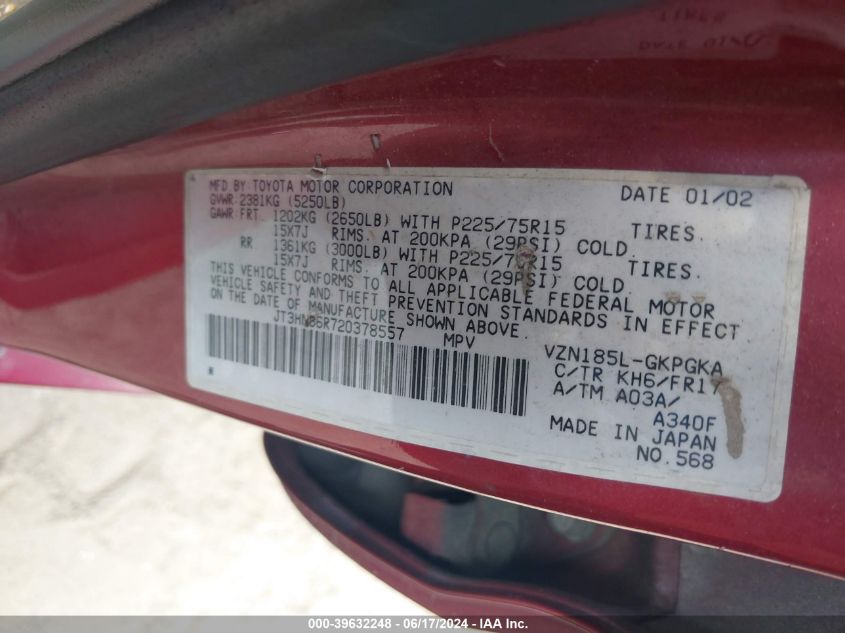 MFD BY TOYOTA MOTOR CORPORATION DATE 01/02
GVWR 2381KG (5250LB)
GAWR FRT. 1202KG (2650LB) WITH P225/75R15 TIRES.
15X7J RIMS. AT 200KPA (29PSI) COLD.
RR 1361KG (3000LB) WITH P225/75R15 TIRES.
15X7J RIMS. AT 200KPA (29PSI) COLD.
THIS VEHICLE CONFORMS TO ALL APPLICABLE FEDERAL MOTOR
VEHICLE SAFETY AND THEFT PREVENTION STANDARDS IN EFFECT
ON THE DATE OF MANUFACTURE SHOWN ABOVE.
JT3HN86R720378557 MPV
VZN185L-GKPGKA
C/TR KH6/FR17
A/TM A03A/
A340F
MADE IN JAPAN
NO.568
000-39632248 - 06/17/2024 - IAA, Inc.